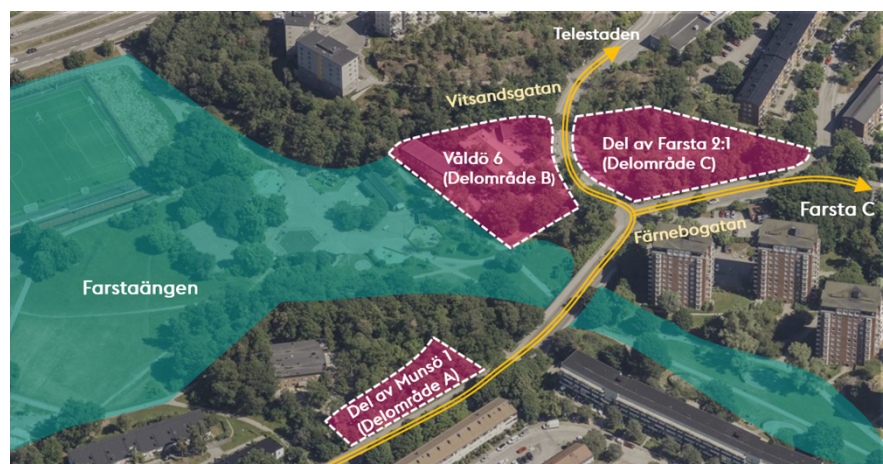 Telestaden
Vitsandsgatan
Våldö 6
(Delområde B)
Del av Farsta 2:1
(Delområde C)
Farsta C
Färnebogatan
Farstaängen
Del av Munsö 1
(Delområde A)